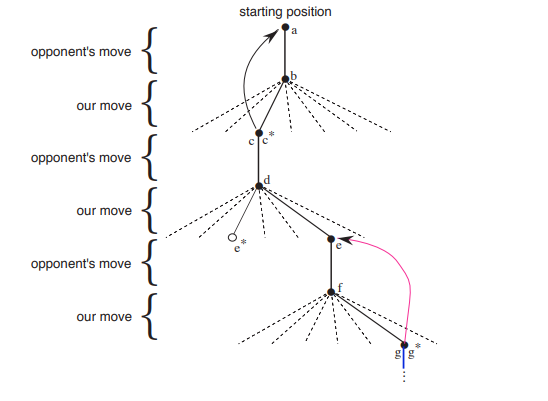 starting position
a
opponent's move
b
our move
c c*
opponent's move
d
our move
e*
e
opponent's move
f
our move
g g*